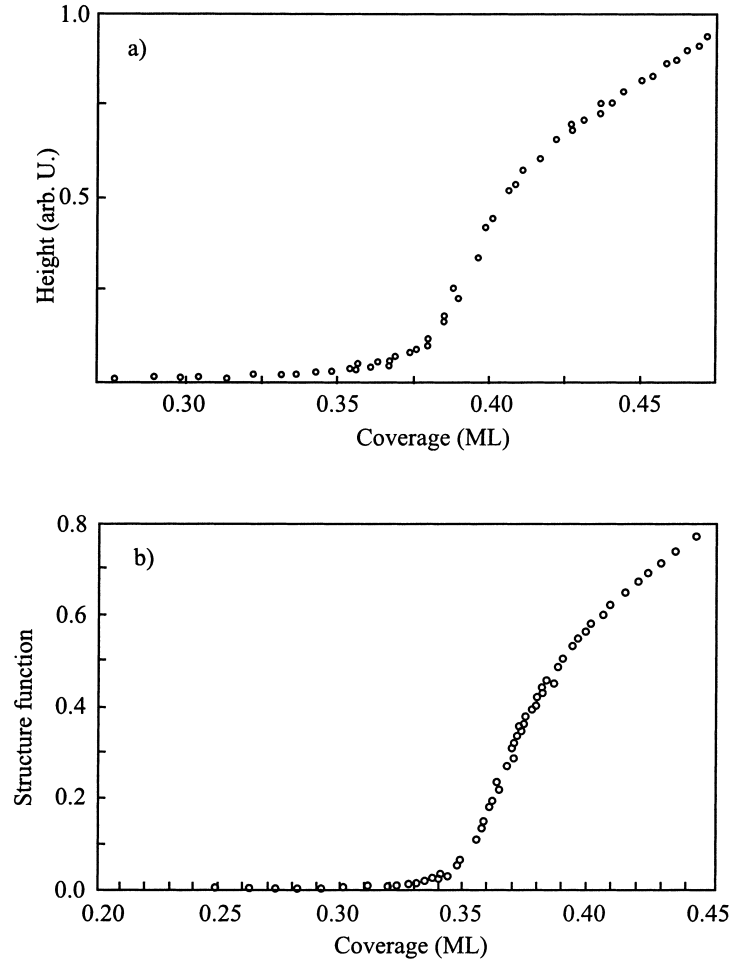 1.0
a)
Height (arb. U.)
0.5
0.30 0.35 0.40 0.45
Coverage (ML)
0.8
b)
0.6
Structure function
0.4
0.2
0.0
0.20 0.25 0.30 0.35 0.40 0.45
Coverage (ML)